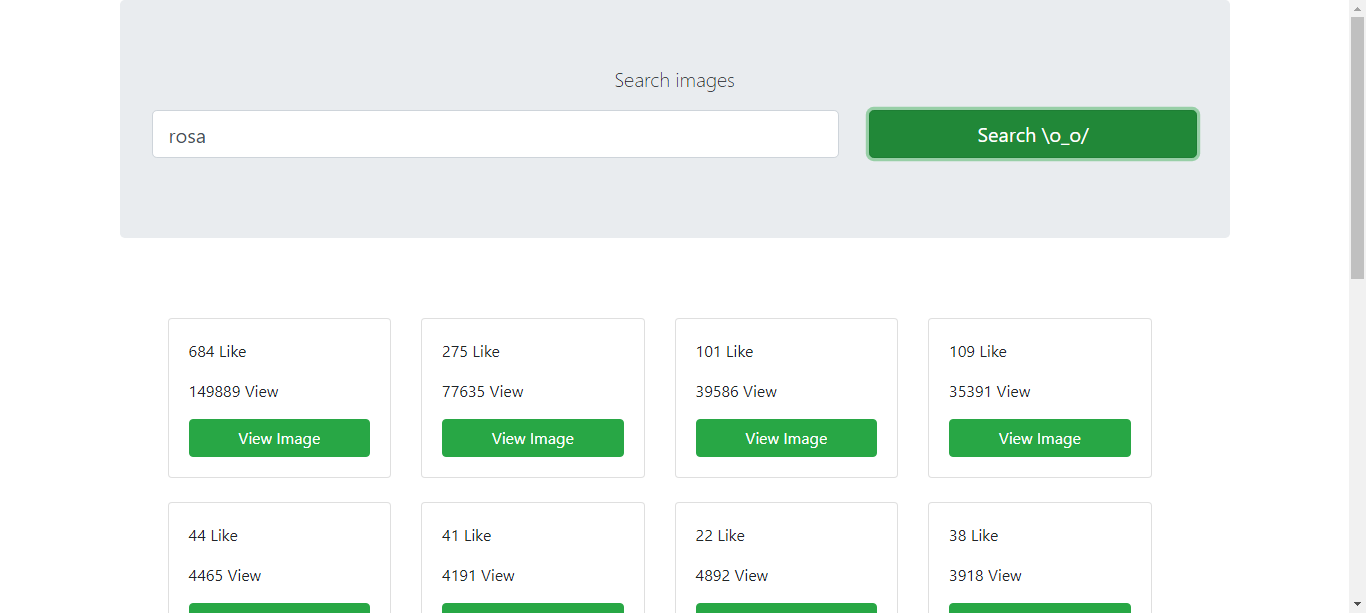 Search images
rosa
Search \o_o/
684 Like
149889 View
View Image
275 Like
77635 View
View Image
101 Like
39586 View
View Image
109 Like
35391 View
View Image
44 Like
4465 View
41 Like
4191 View
22 Like
4892 View
38 Like
3918 View